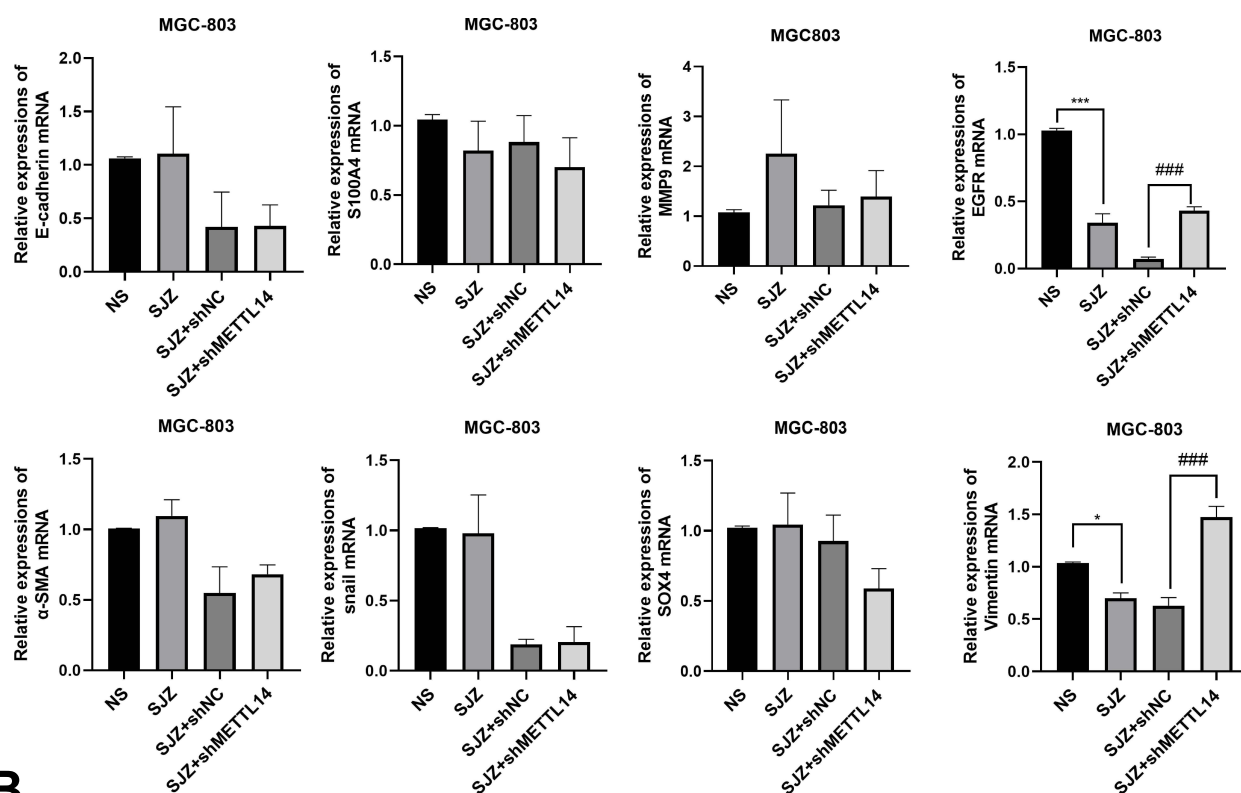 MGC-803
Relative expressions of
E-cadherin mRNA
2.0
1.5
1.0
0.5
0.0
NS
SJZ
SJZ+shNC
SJZ+shMETTL14
MGC-803
Relative expressions of
S100A4 mRNA
1.5
1.0
0.5
0.0
NS
SJZ
SJZ+shNC
SJZ+shMETTL14
MGC803
Relative expressions of
MMP9 mRNA
4
3
2
1
0
NS
SJZ
SJZ+shNC
SJZ+shMETTL14
MGC-803
Relative expressions of
EGFR mRNA
1.5
1.0
0.5
0.0
***
###
NS
SJZ
SJZ+shNC
SJZ+shMETTL14
MGC-803
Relative expressions of
α-SMA mRNA
1.5
1.0
0.5
0.0
NS
SJZ
SJZ+shNC
SJZ+shMETTL14
MGC-803
Relative expressions of
snail mRNA
1.5
1.0
0.5
0.0
NS
SJZ
SJZ+shNC
SJZ+shMETTL14
MGC-803
Relative expressions of
SOX4 mRNA
1.5
1.0
0.5
0.0
NS
SJZ
SJZ+shNC
SJZ+shMETTL14
MGC-803
Relative expressions of
Vimentin mRNA
2.0
1.5
1.0
0.5
0.0
*
###
NS
SJZ
SJZ+shNC
SJZ+shMETTL14